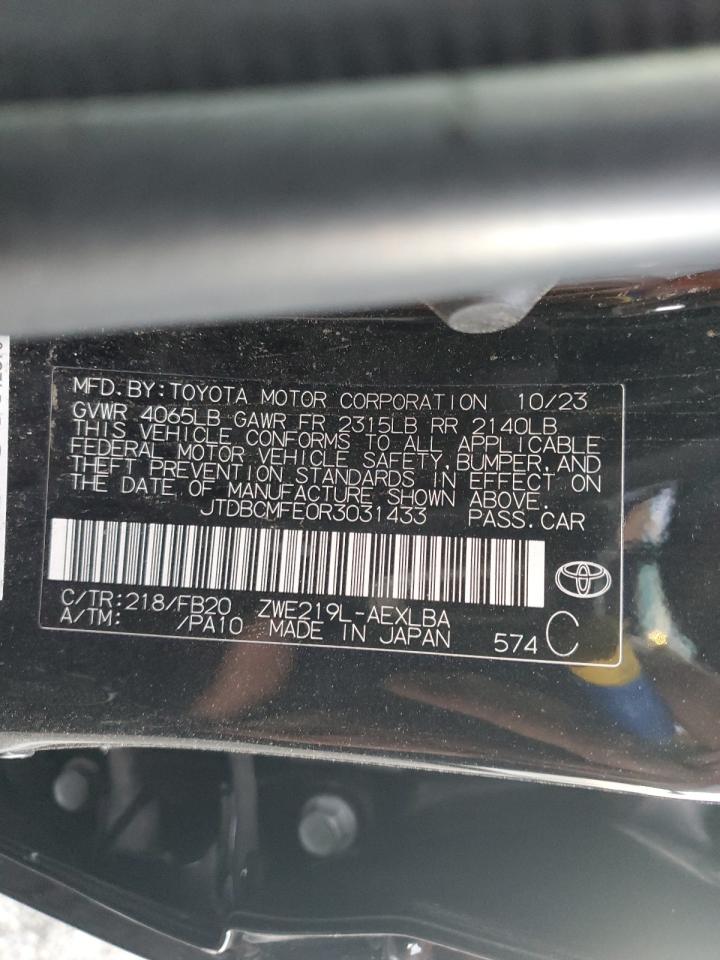 MFD.BY:TOYOTA MOTOR CORPORATION 10/23
GVWR 4065LB GAWR FR 2315LB RR 2140LB
THIS VEHICLE CONFORMS TO ALL APPLICABLE
FEDERAL MOTOR VEHICLE SAFETY,BUMPER,AND
THEFT PREVENTION STANDARDS IN EFFECT ON
THE DATE OF MANUFACTURE SHOWN ABOVE.
JTDBCMFE0R3031433 PASS.CAR
C/TR:218/FB20 ZWE219L-AEXLBA
A/TM: /PA10 MADE IN JAPAN 574 C